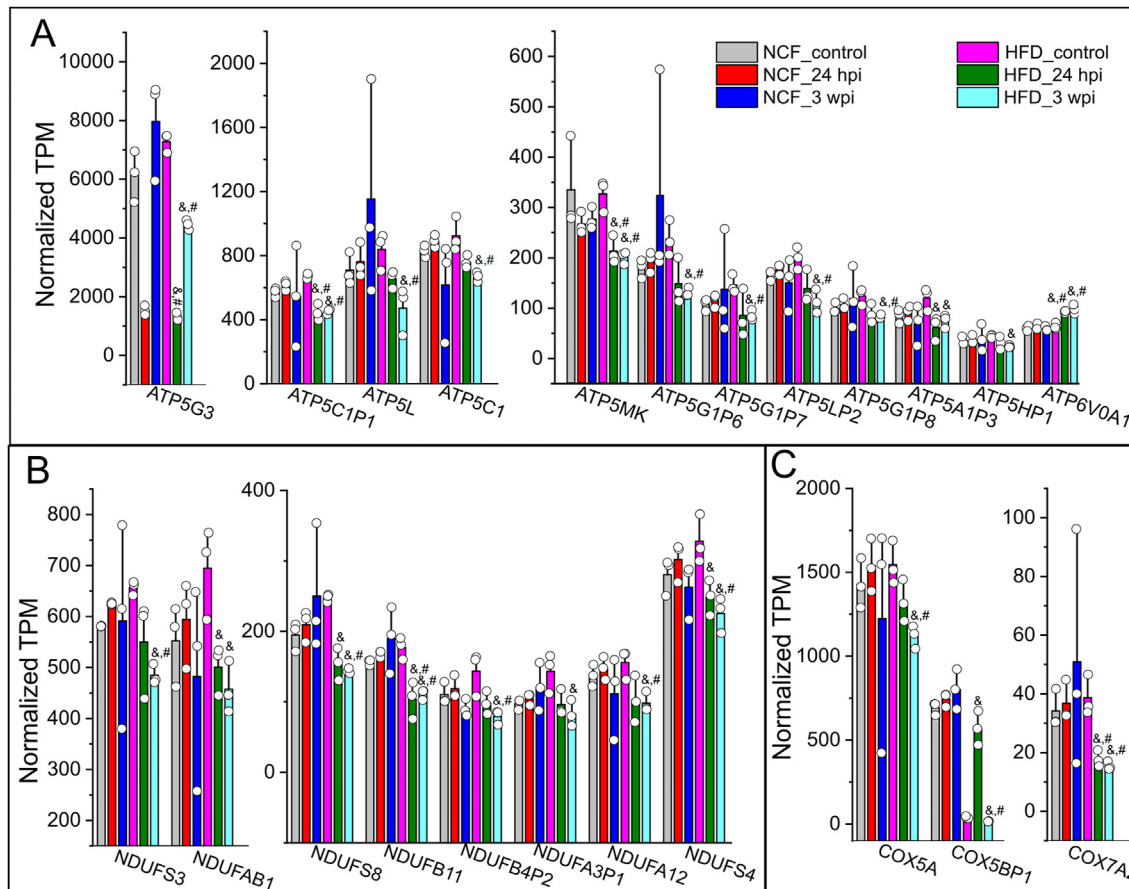 A
NCF_control
NCF_24 hpi
NCF_3 wpi
HFD_control
HFD_24 hpi
HFD_3 wpi
Normalized TPM
10000
8000
6000
4000
2000
0
&,#
&
,#
#
ATP5G3
2000
1600
1200
800
400
0
&,#
&,#
&,#
&,#
ATP5C1P1
ATP5L
ATP5C1
600
500
400
300
200
100
0
&,#
&,#
&,#
&,#
&,#
&
&
&
&,#
&,#
ATP5MK
ATP5G1P6
ATP5G1P7
ATP5LP2
ATP5G1P8
ATP5A1P3
ATP5HP1
ATP6V0A1
B
Normalized TPM
800
700
600
500
400
300
200
&,#
&
&
NDUFS3
NDUFAB1
400
200
0
&
&,#
&,#
&,#
&,#
&
&,#
&
&,#
NDUFS8
NDUFB11
NDUFB4P2
NDUFA3P1
NDUFA12
NDUFS4
C
2000
1500
1000
500
0
&,#
&
&,#
COX5A
COX5BP1
100
80
60
40
20
0
&,#
&,#